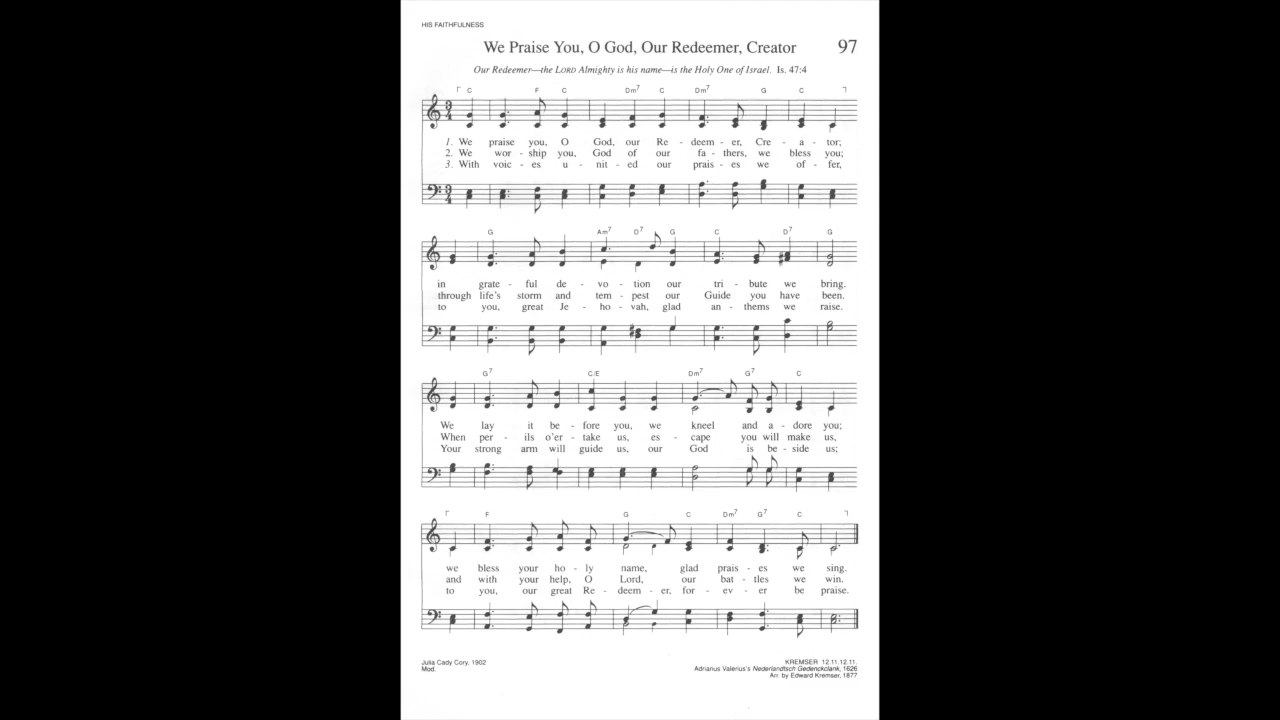 HIS FAITHFULNESS
We Praise You, O God, Our Redeemer, Creator 97
Our Redeemer—the LORD Almighty is his name—is the Holy One of Israel. Is. 47:4
C F C Dm7 C Dm7 G C
1. We praise you, O God, our Re - deem - er, Cre - a - tor;
2. We wor - ship you, God of our fa - thers, we bless you;
3. With voic - es u - nit - ed our prais - es we of - fer,
G Am7 D7 G C D7 G
in grate - ful de - vo - tion our tri - bute we bring.
through life's storm and tem - pest our Guide you have been.
to you, great Je - ho - vah, glad an - thems we raise.
G7 C/E Dm7 G7 C
We lay it be - fore you, we kneel and a - dore you;
When per - ils o'er - take us, es - cape you will make us,
Your strong arm will guide us, our God is be - side us;
F G C Dm7 G7 C
we bless your ho - ly name, glad prais - es we sing.
and with your help, O Lord, our bat - tles we win.
to you, our great Re - deem - er, for - ev - er be praise.
Julia Cady Cory, 1902
Mod.
KREMSER 12.11.12.11.
Adrianus Valerius's Nederlandtsch Gedenckclank, 1626
Arr. by Edward Kremser, 1877